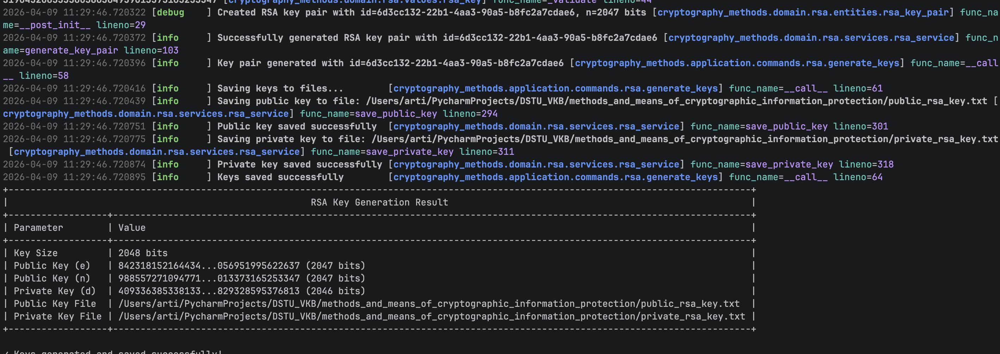 [cryptography_methods.domain.rsa.values.rsa_key] func_name=_validate lineno=44
2026-04-09 11:29:46.720322 [debug    ] Created RSA key pair with id=6d3cc132-22b1-4aa3-90a5-b8fc2a7cdae6, n=2047 bits [cryptography_methods.domain.rsa.entities.rsa_key_pair] func_na
me=__post_init__ lineno=29
2026-04-09 11:29:46.720372 [info     ] Successfully generated RSA key pair with id=6d3cc132-22b1-4aa3-90a5-b8fc2a7cdae6 [cryptography_methods.domain.rsa.services.rsa_service] func_n
ame=generate_key_pair lineno=103
2026-04-09 11:29:46.720396 [info     ] Key pair generated with id=6d3cc132-22b1-4aa3-90a5-b8fc2a7cdae6 [cryptography_methods.application.commands.rsa.generate_keys] func_name=__call
__ lineno=58
2026-04-09 11:29:46.720416 [info     ] Saving keys to files...        [cryptography_methods.application.commands.rsa.generate_keys] func_name=__call__ lineno=61
2026-04-09 11:29:46.720439 [info     ] Saving public key to file: /Users/arti/PycharmProjects/DSTU_VKB/methods_and_means_of_cryptographic_information_protection/public_rsa_key.txt [
cryptography_methods.domain.rsa.services.rsa_service] func_name=save_public_key lineno=294
2026-04-09 11:29:46.720751 [info     ] Public key saved successfully  [cryptography_methods.domain.rsa.services.rsa_service] func_name=save_public_key lineno=301
2026-04-09 11:29:46.720775 [info     ] Saving private key to file: /Users/arti/PycharmProjects/DSTU_VKB/methods_and_means_of_cryptographic_information_protection/private_rsa_key.txt
 [cryptography_methods.domain.rsa.services.rsa_service] func_name=save_private_key lineno=311
2026-04-09 11:29:46.720874 [info     ] Private key saved successfully [cryptography_methods.domain.rsa.services.rsa_service] func_name=save_private_key lineno=318
2026-04-09 11:29:46.720895 [info     ] Keys saved successfully        [cryptography_methods.application.commands.rsa.generate_keys] func_name=__call__ lineno=64
RSA Key Generation Result
| Parameter        | Value |
| Key Size         | 2048 bits |
| Public Key (e)   | 842318152164434...056951995622637 (2047 bits) |
| Public Key (n)   | 988557271094771...013373165253347 (2047 bits) |
| Private Key (d)  | 409336385338133...829328595376813 (2046 bits) |
| Public Key File  | /Users/arti/PycharmProjects/DSTU_VKB/methods_and_means_of_cryptographic_information_protection/public_rsa_key.txt  |
| Private Key File | /Users/arti/PycharmProjects/DSTU_VKB/methods_and_means_of_cryptographic_information_protection/private_rsa_key.txt |
✓ Keys generated and saved successfully!